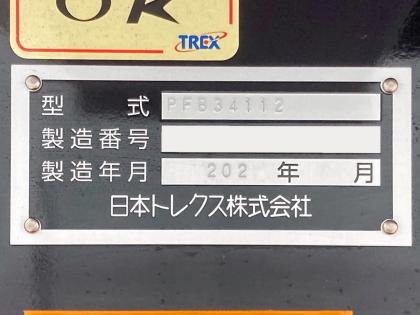 OK
TREX
型 式 PFB34112
製造番号
製造年月 202 年 月
日本トレクス株式会社